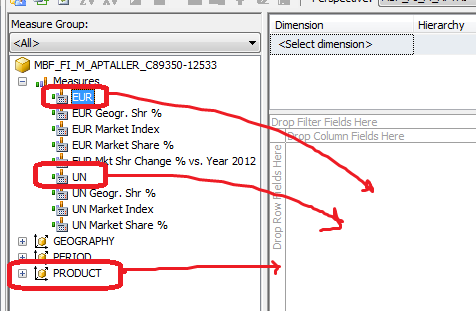 Measure Group:
<All>
MBF_FI_M_APTALLER_C89350-12533
Measures
EUR
EUR Geogr. Shr %
EUR Market Index
EUR Market Share %
EUR Mkt Shr Change % vs. Year 2012
UN
UN Geogr. Shr %
UN Market Index
UN Market Share %
GEOGRAPHY
PERIOD
PRODUCT
Dimension
Hierarchy
<Select dimension>
Drop Filter Fields Here
Drop Column Fields Here
Drop Row Fields Here